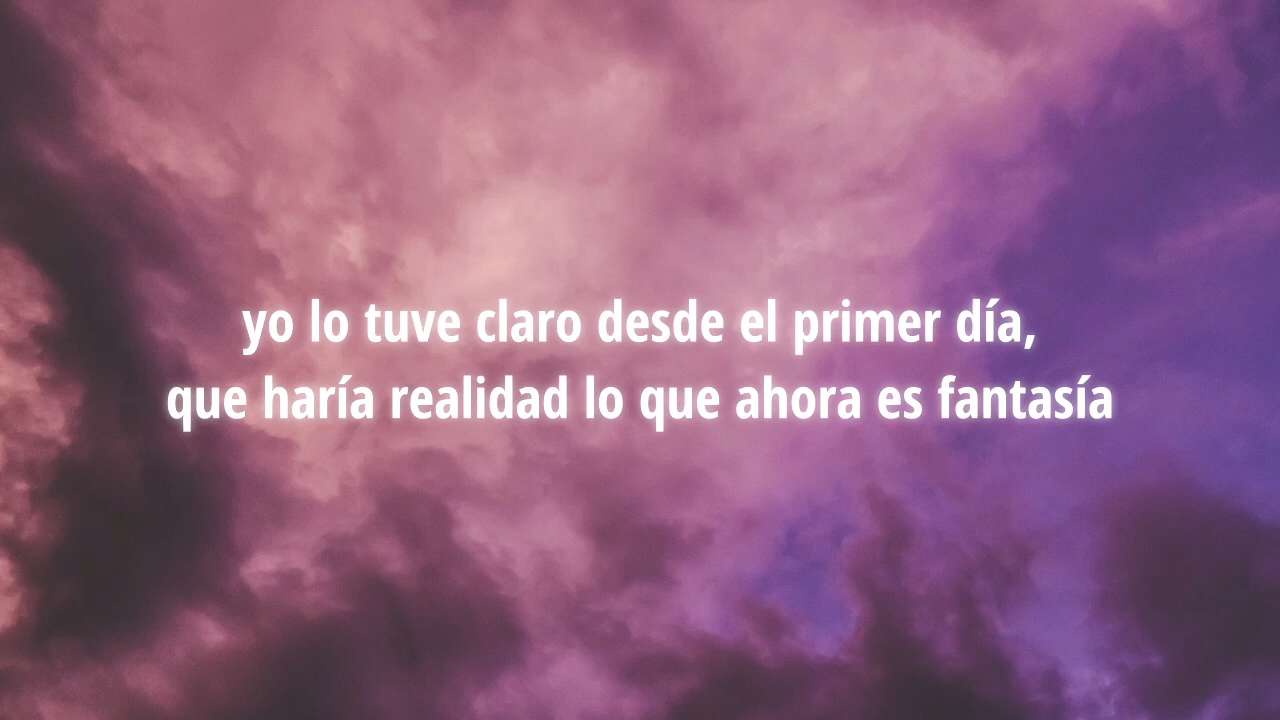 yo lo tuve claro desde el primer día,
que haría realidad lo que ahora es fantasía